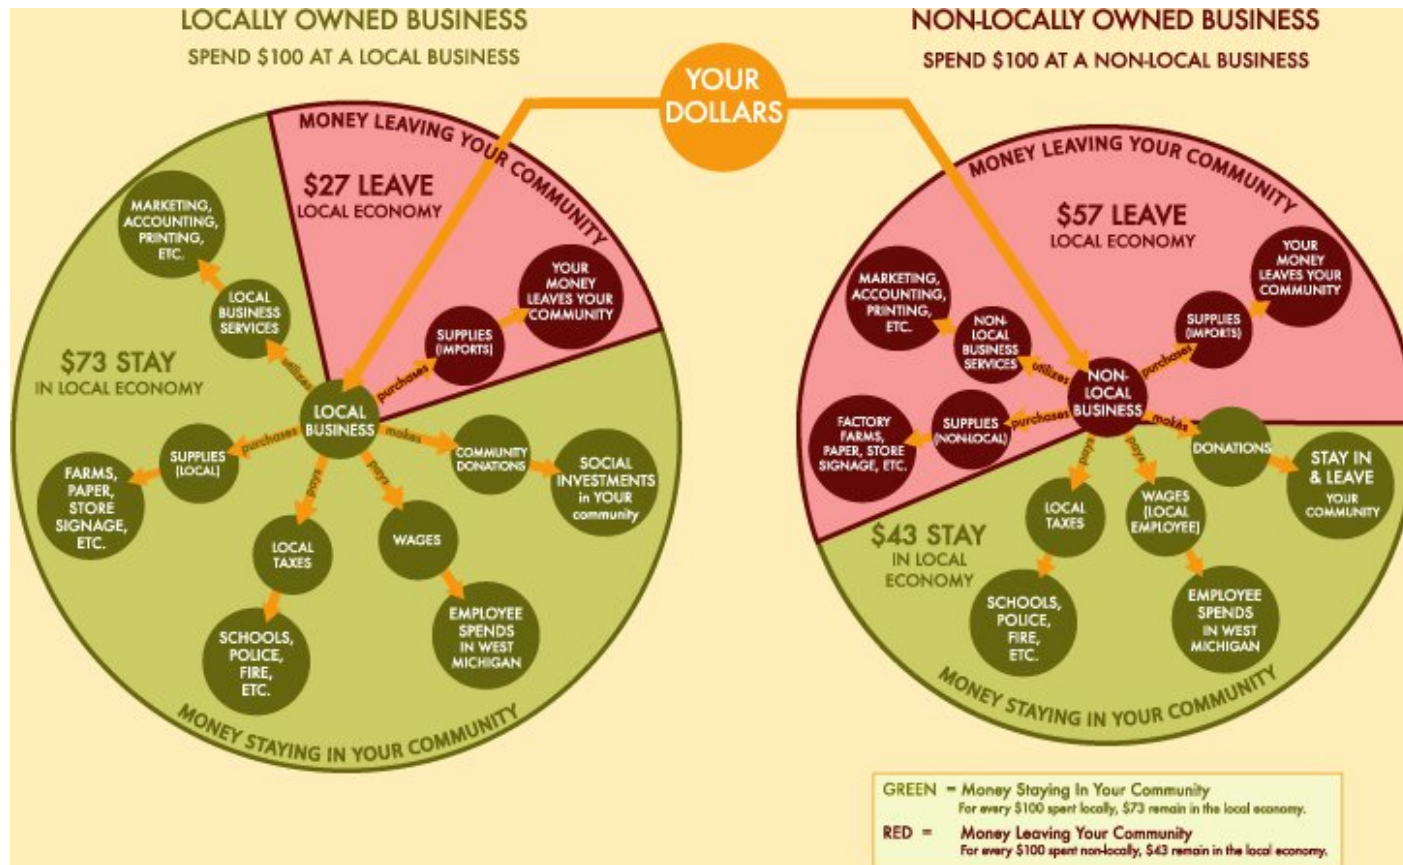 LOCALLY OWNED BUSINESS
SPEND $100 AT A LOCAL BUSINESS
NON-LOCALLY OWNED BUSINESS
SPEND $100 AT A NON-LOCAL BUSINESS
YOUR
DOLLARS
MONEY LEAVING YOUR COMMUNITY
$27 LEAVE
LOCAL ECONOMY
MARKETING,
ACCOUNTING,
PRINTING,
ETC.
LOCAL
BUSINESS
SERVICES
YOUR
MONEY
LEAVES YOUR
COMMUNITY
SUPPLIES
(IMPORTS)
$73 STAY
IN LOCAL ECONOMY
utilizes
purchases
LOCAL
BUSINESS
purchases
makes
pays
pays
SUPPLIES
(LOCAL)
FARMS,
PAPER,
STORE
SIGNAGE,
ETC.
COMMUNITY
DONATIONS
SOCIAL
INVESTMENTS
in YOUR
community
LOCAL
TAXES
WAGES
SCHOOLS,
POLICE,
FIRE,
ETC.
EMPLOYEE
SPENDS
IN WEST
MICHIGAN
MONEY STAYING IN YOUR COMMUNITY
MONEY LEAVING YOUR COMMUNITY
$57 LEAVE
LOCAL ECONOMY
MARKETING,
ACCOUNTING,
PRINTING,
ETC.
NON-
LOCAL
BUSINESS
SERVICES
YOUR
MONEY
LEAVES YOUR
COMMUNITY
SUPPLIES
(IMPORTS)
utilizes
purchases
NON-
LOCAL
BUSINESS
purchases
makes
pays
pays
FACTORY
FARMS,
PAPER, STORE
SIGNAGE, ETC.
SUPPLIES
(NON-LOCAL)
DONATIONS
STAY IN
& LEAVE
YOUR
COMMUNITY
$43 STAY
IN LOCAL
ECONOMY
LOCAL
TAXES
WAGES
(LOCAL
EMPLOYEE)
SCHOOLS,
POLICE,
FIRE,
ETC.
EMPLOYEE
SPENDS
IN WEST
MICHIGAN
MONEY STAYING IN YOUR COMMUNITY
GREEN = Money Staying In Your Community
For every $100 spent locally, $73 remain in the local economy.
RED = Money Leaving Your Community
For every $100 spent non-locally, $43 remain in the local economy.